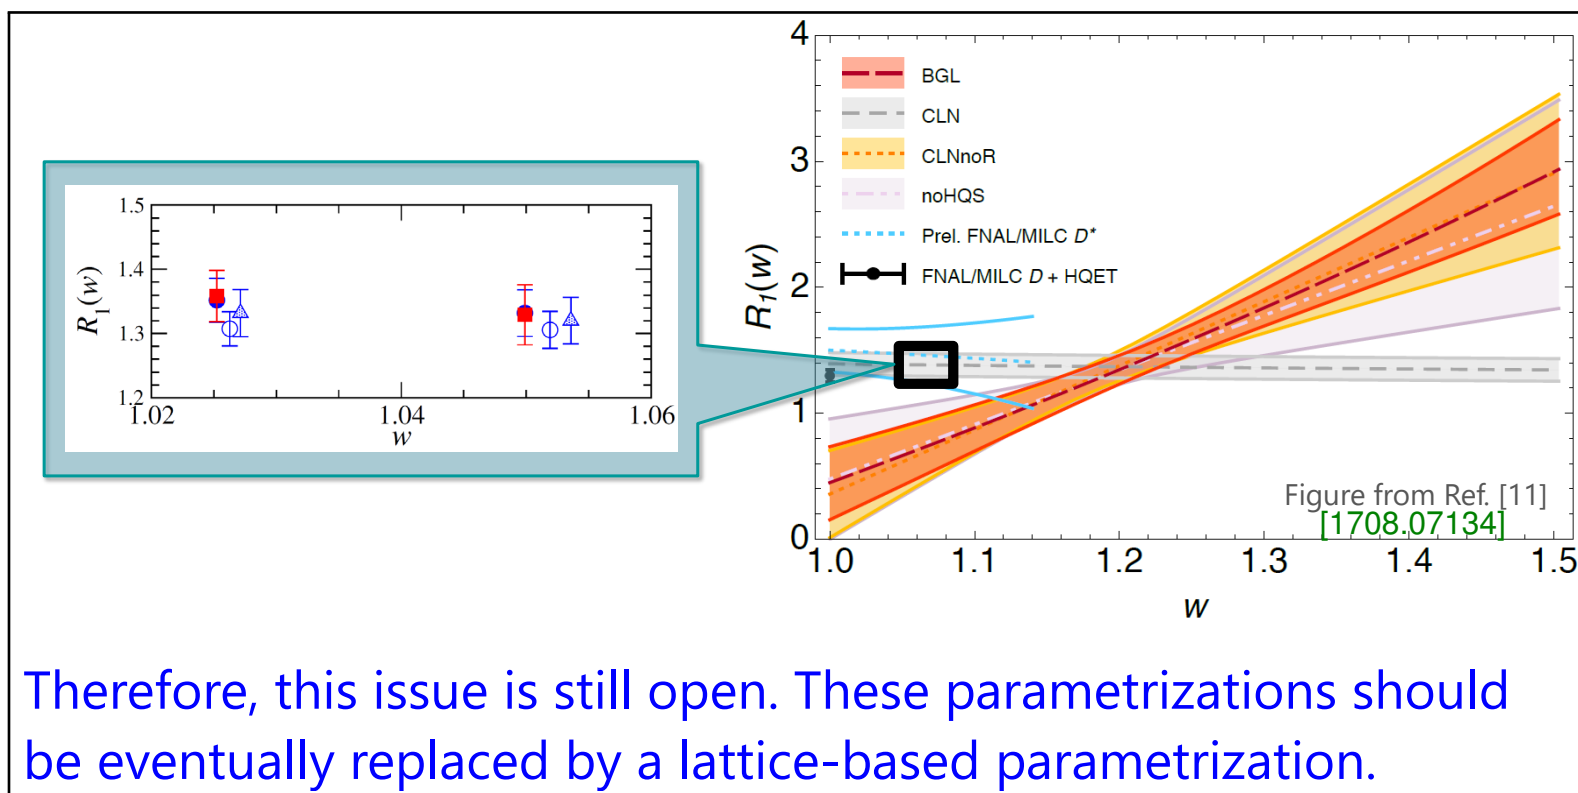 1.5
1.4
1.3
1.2
1.02
1.04
1.06
R1(w)
w
4
3
2
1
0
R1(w)
BGL
CLN
CLNnoR
noHQS
Prel. FNAL/MILC D*
FNAL/MILC D + HQET
Figure from Ref. [11]
[1708.07134]
1.0
1.1
1.2
1.3
1.4
1.5
w
Therefore, this issue is still open. These parametrizations should
be eventually replaced by a lattice-based parametrization.